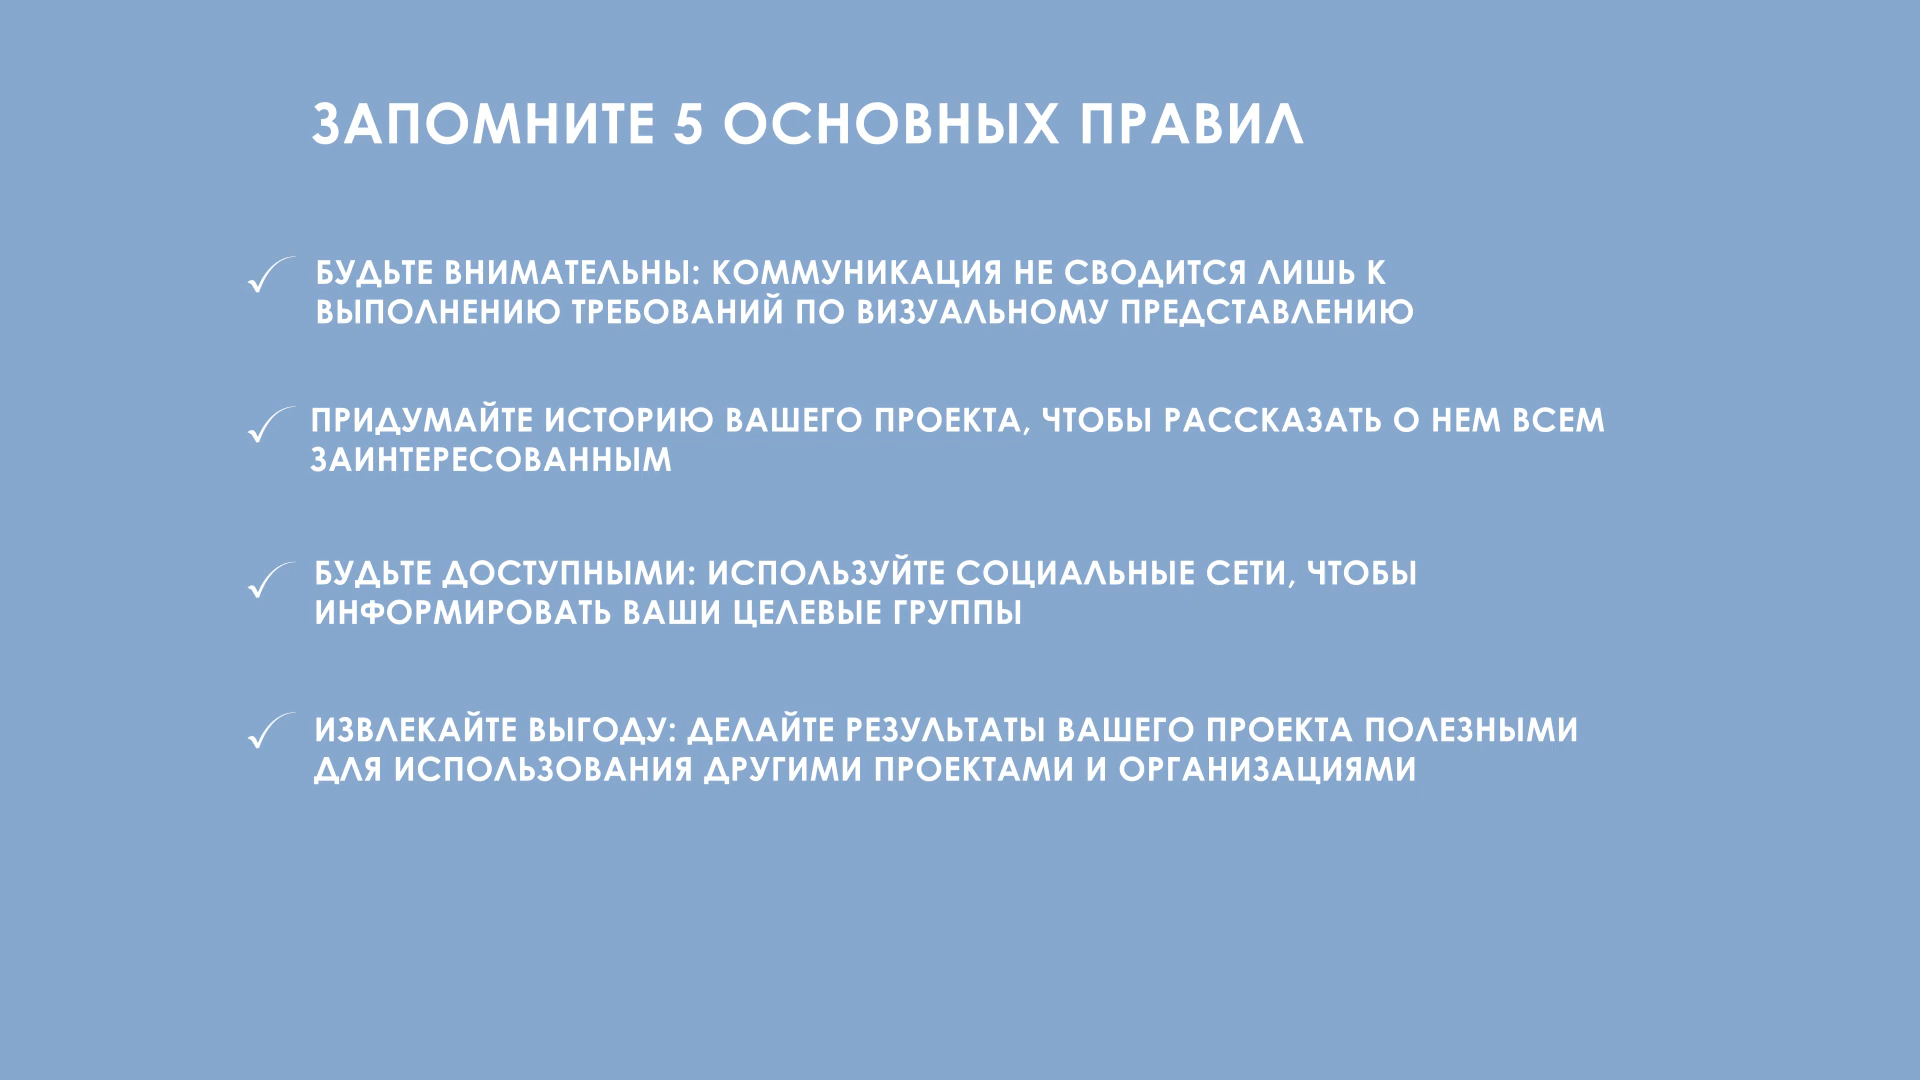 ЗАПОМНИТЕ 5 ОСНОВНЫХ ПРАВИЛ
БУДЬТЕ ВНИМАТЕЛЬНЫ: КОММУНИКАЦИЯ НЕ СВОДИТСЯ ЛИШЬ К
ВЫПОЛНЕНИЮ ТРЕБОВАНИЙ ПО ВИЗУАЛЬНОМУ ПРЕДСТАВЛЕНИЮ
ПРИДУМАЙТЕ ИСТОРИЮ ВАШЕГО ПРОЕКТА, ЧТОБЫ РАССКАЗАТЬ О НЕМ ВСЕМ
ЗАИНТЕРЕСОВАННЫМ
БУДЬТЕ ДОСТУПНЫМИ: ИСПОЛЬЗУЙТЕ СОЦИАЛЬНЫЕ СЕТИ, ЧТОБЫ
ИНФОРМИРОВАТЬ ВАШИ ЦЕЛЕВЫЕ ГРУППЫ
ИЗВЛЕКАЙТЕ ВЫГОДУ: ДЕЛАЙТЕ РЕЗУЛЬТАТЫ ВАШЕГО ПРОЕКТА ПОЛЕЗНЫМИ
ДЛЯ ИСПОЛЬЗОВАНИЯ ДРУГИМИ ПРОЕКТАМИ И ОРГАНИЗАЦИЯМИ